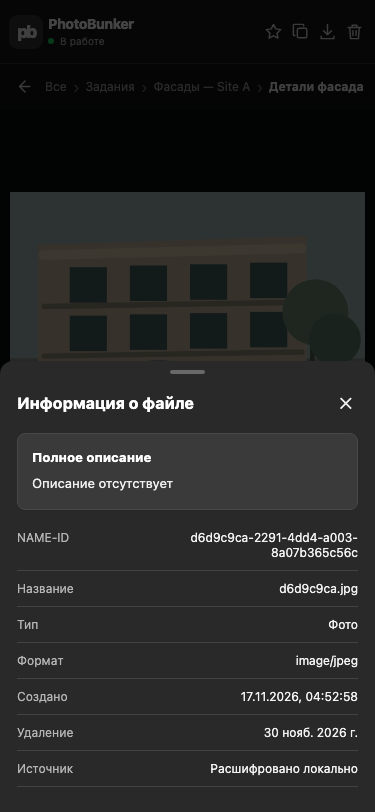 pb PhotoBunker
В работе
Все › Задания › Фасады — Site A › Детали фасада
Информация о файле
Полное описание
Описание отсутствует
NAME-ID d6d9c9ca-2291-4dd4-a003-
8a07b365c56c
Название d6d9c9ca.jpg
Тип Фото
Формат image/jpeg
Создано 17.11.2026, 04:52:58
Удаление 30 нояб. 2026 г.
Источник Расшифровано локально